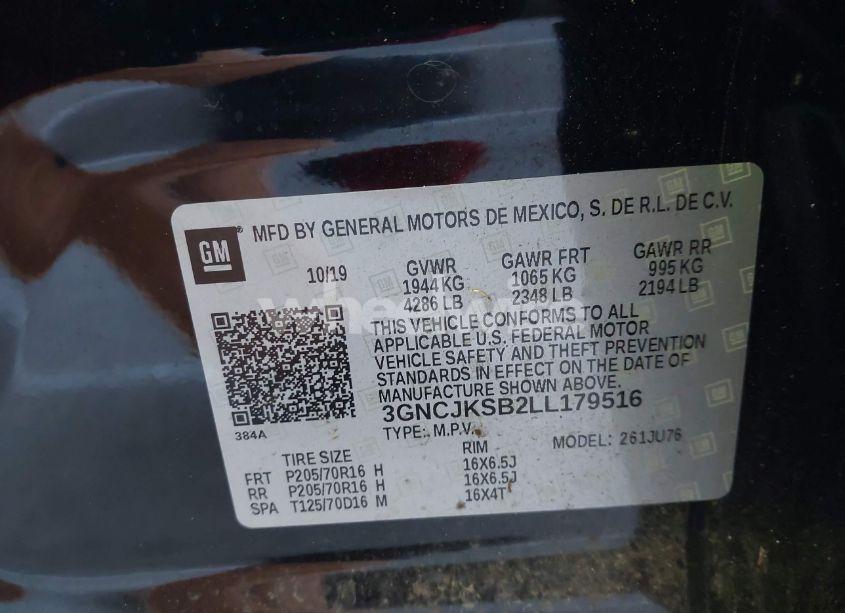 GM
MFD BY GENERAL MOTORS DE MEXICO, S. DE R.L. DE C.V.
10/19 GVWR GAWR FRT GAWR RR
1944 KG 1065 KG 995 KG
4286 LB 2348 LB 2194 LB
THIS VEHICLE CONFORMS TO ALL
APPLICABLE U.S. FEDERAL MOTOR
VEHICLE SAFETY AND THEFT PREVENTION
STANDARDS IN EFFECT ON THE DATE OF
MANUFACTURE SHOWN ABOVE.
3GNCJKSB2LL179516
384A
TYPE: M.P.V. MODEL: 261JU76
TIRE SIZE RIM
FRT P205/70R16 H 16X6.5J
RR P205/70R16 H 16X6.5J
SPA T125/70D16 M 16X4T